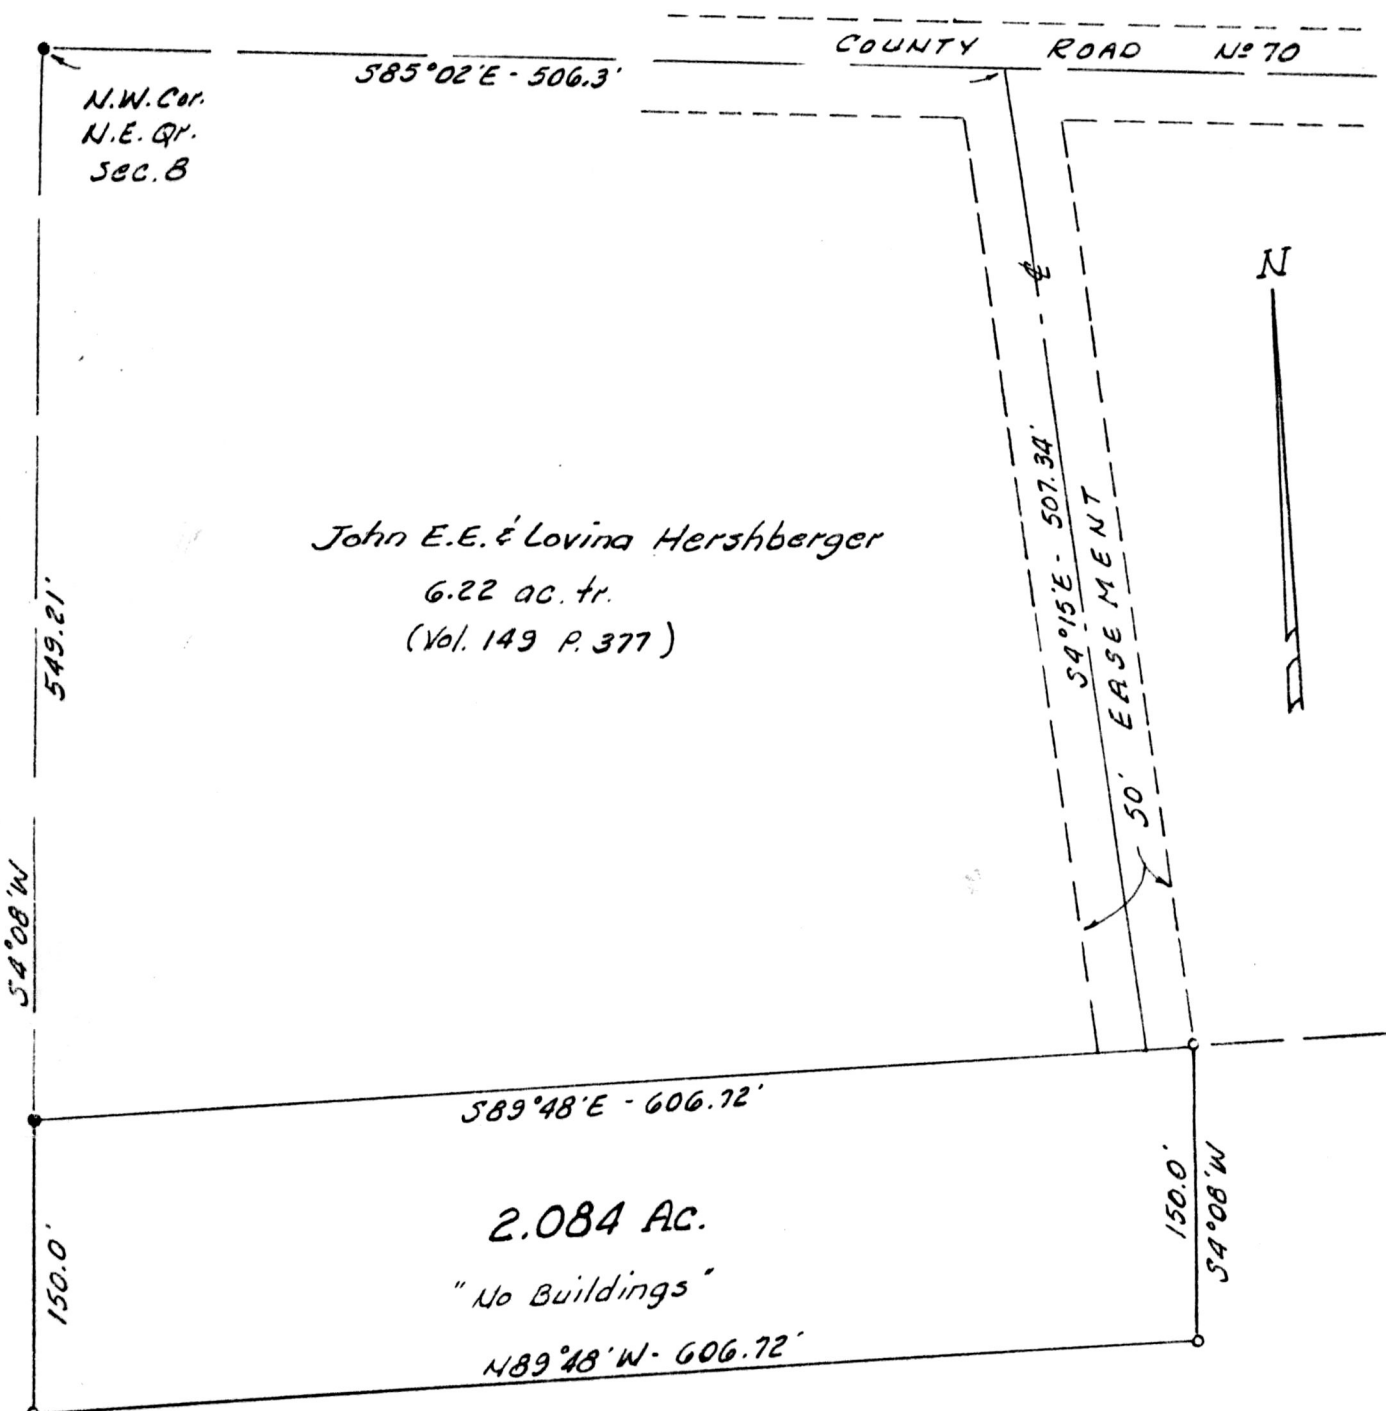 COUNTY ROAD Nº 70
S85°02'E - 506.3'
N.W. Cor.
N.E. Qr.
Sec. 8
N
John E.E. & Lovina Hershberger
6.22 ac. tr.
(Vol. 149 P. 377)
549.21'
S4°08'W
℄
S4°15'E - 507.34'
50' EASEMENT
S89°48'E - 606.72'
2.084 Ac.
"No Buildings"
N89°48'W - 606.72'
150.0'
150.0'
S4°08'W